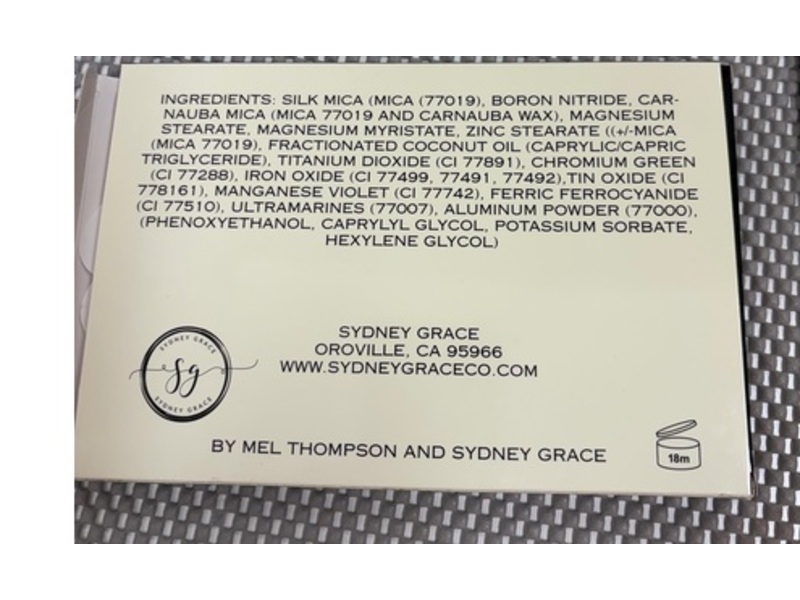 INGREDIENTS: SILK MICA (MICA (77019), BORON NITRIDE, CAR-
NAUBA MICA (MICA 77019 AND CARNAUBA WAX), MAGNESIUM
STEARATE, MAGNESIUM MYRISTATE, ZINC STEARATE ((+/-MICA
(MICA 77019), FRACTIONATED COCONUT OIL (CAPRYLIC/CAPRIC
TRIGLYCERIDE), TITANIUM DIOXIDE (CI 77891), CHROMIUM GREEN
(CI 77288), IRON OXIDE (CI 77499, 77491, 77492),TIN OXIDE (CI
778161), MANGANESE VIOLET (CI 77742), FERRIC FERROCYANIDE
(CI 77510), ULTRAMARINES (77007), ALUMINUM POWDER (77000),
(PHENOXYETHANOL, CAPRYLYL GLYCOL, POTASSIUM SORBATE,
HEXYLENE GLYCOL)
SYDNEY GRACE
OROVILLE, CA 95966
WWW.SYDNEYGRACECO.COM
SYDNEY GRACE
sg
SYDNEY GRACE
BY MEL THOMPSON AND SYDNEY GRACE
18m